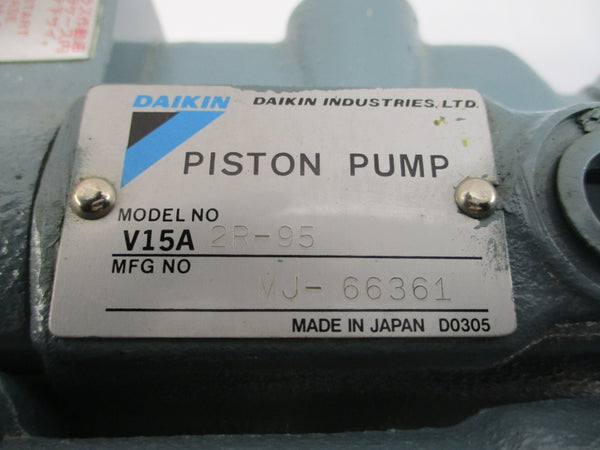 DAIKIN DAIKIN INDUSTRIES, LTD.
PISTON PUMP
MODEL NO
V15A 2R-95
MFG NO
VJ- 66361
MADE IN JAPAN D0305